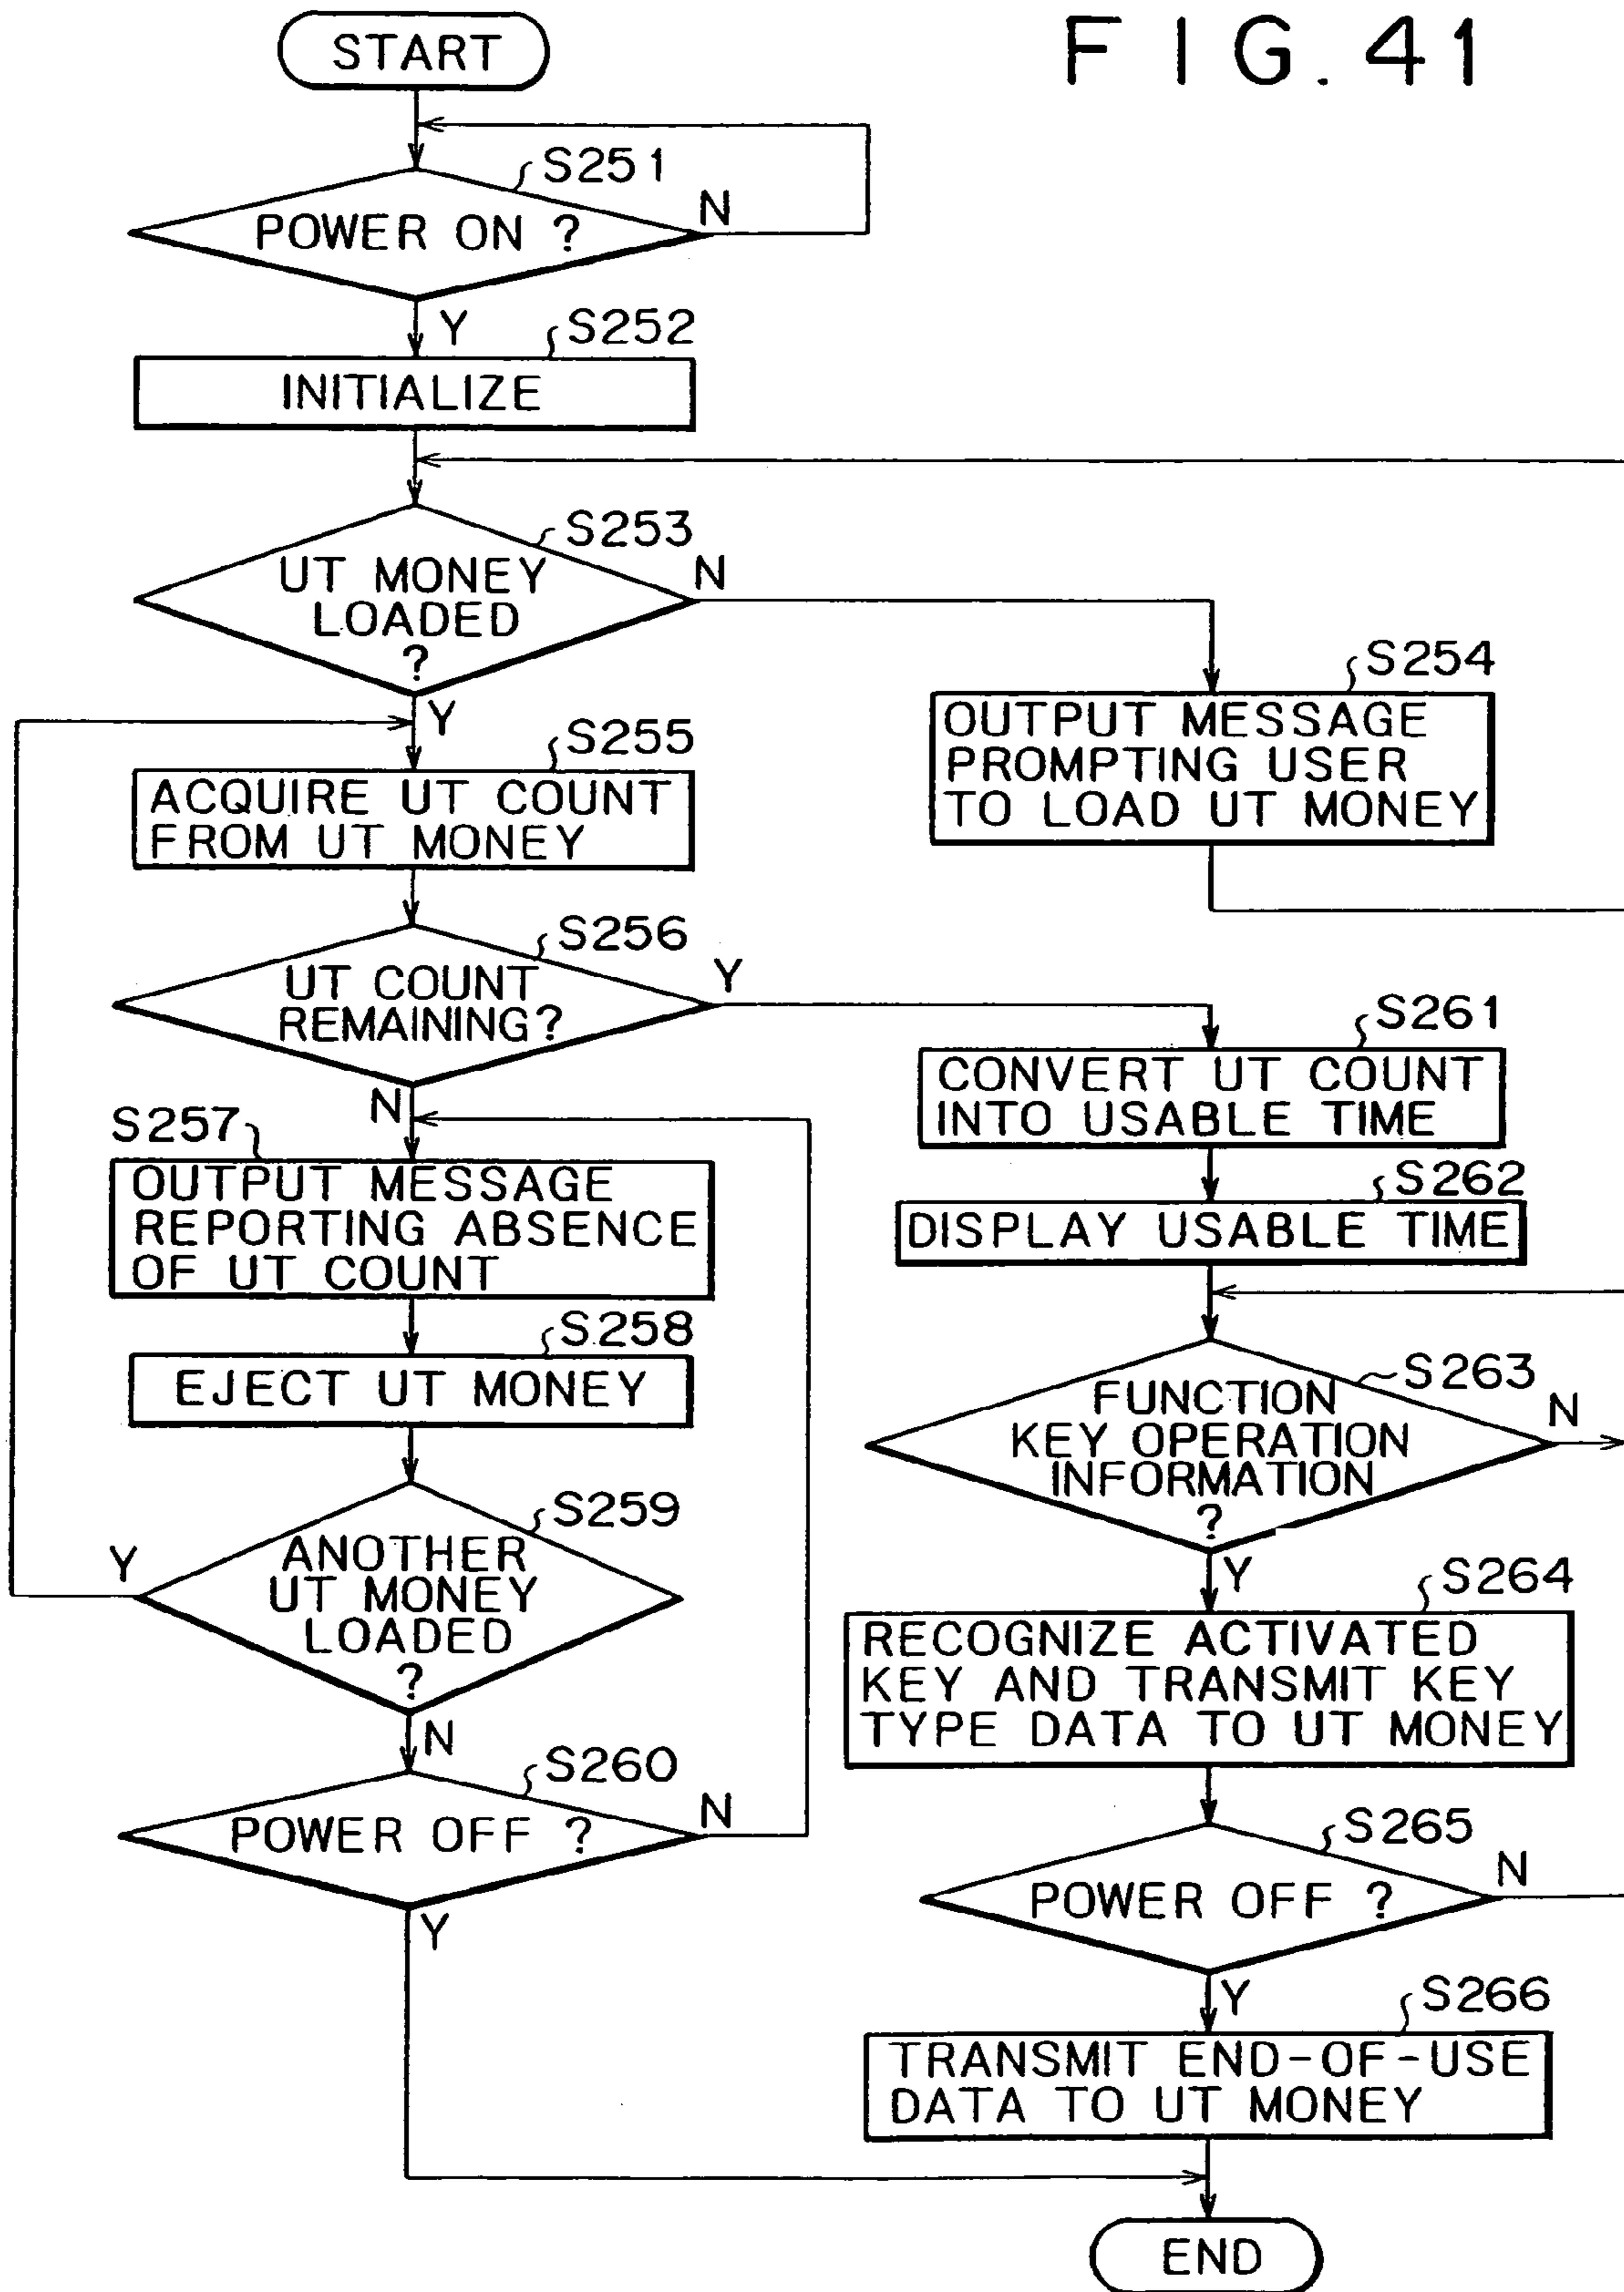 FIG. 41
START
S251
POWER ON ?
N
Y
S252
INITIALIZE
S253
UT MONEY
LOADED
?
N
Y
S254
OUTPUT MESSAGE
PROMPTING USER
TO LOAD UT MONEY
S255
ACQUIRE UT COUNT
FROM UT MONEY
S256
UT COUNT
REMAINING?
Y
N
S257
OUTPUT MESSAGE
REPORTING ABSENCE
OF UT COUNT
S258
EJECT UT MONEY
S259
ANOTHER
UT MONEY
LOADED
?
Y
N
S260
POWER OFF ?
N
Y
S261
CONVERT UT COUNT
INTO USABLE TIME
S262
DISPLAY USABLE TIME
S263
FUNCTION
KEY OPERATION
INFORMATION
?
N
Y
S264
RECOGNIZE ACTIVATED
KEY AND TRANSMIT KEY
TYPE DATA TO UT MONEY
S265
POWER OFF ?
N
Y
S266
TRANSMIT END-OF-USE
DATA TO UT MONEY
END